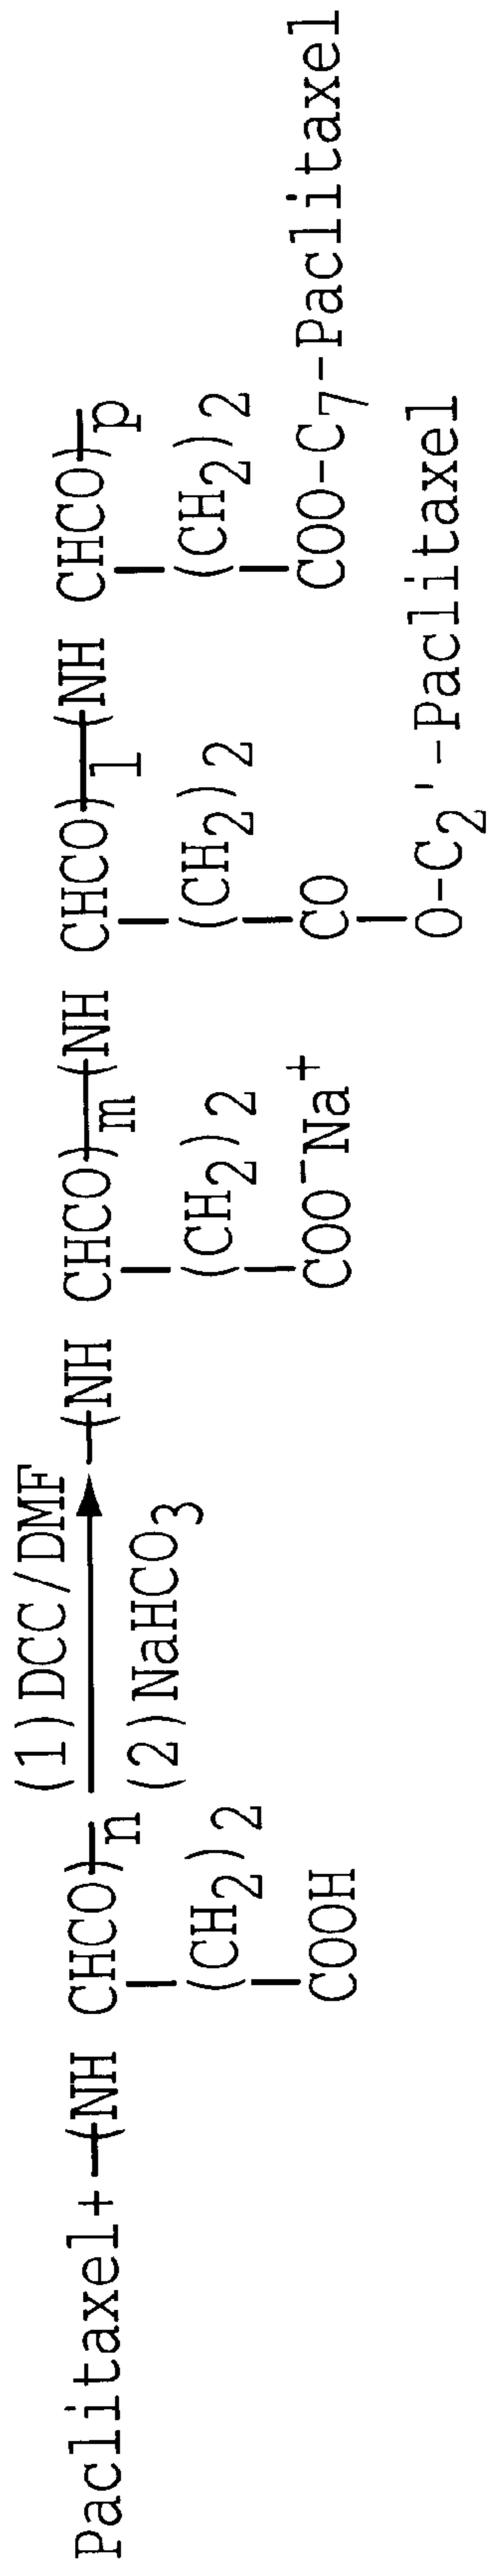 (1)DCC/DMF
Paclitaxel+ (NH CHCO)n (NH CHCO)m (NH CHCO)l (NH CHCO)p
(2)NaHCO3
(CH2)2 (CH2)2 (CH2)2 (CH2)2
COOH COO-Na+ CO COO-C7-Paclitaxel
O-C2'-Paclitaxel